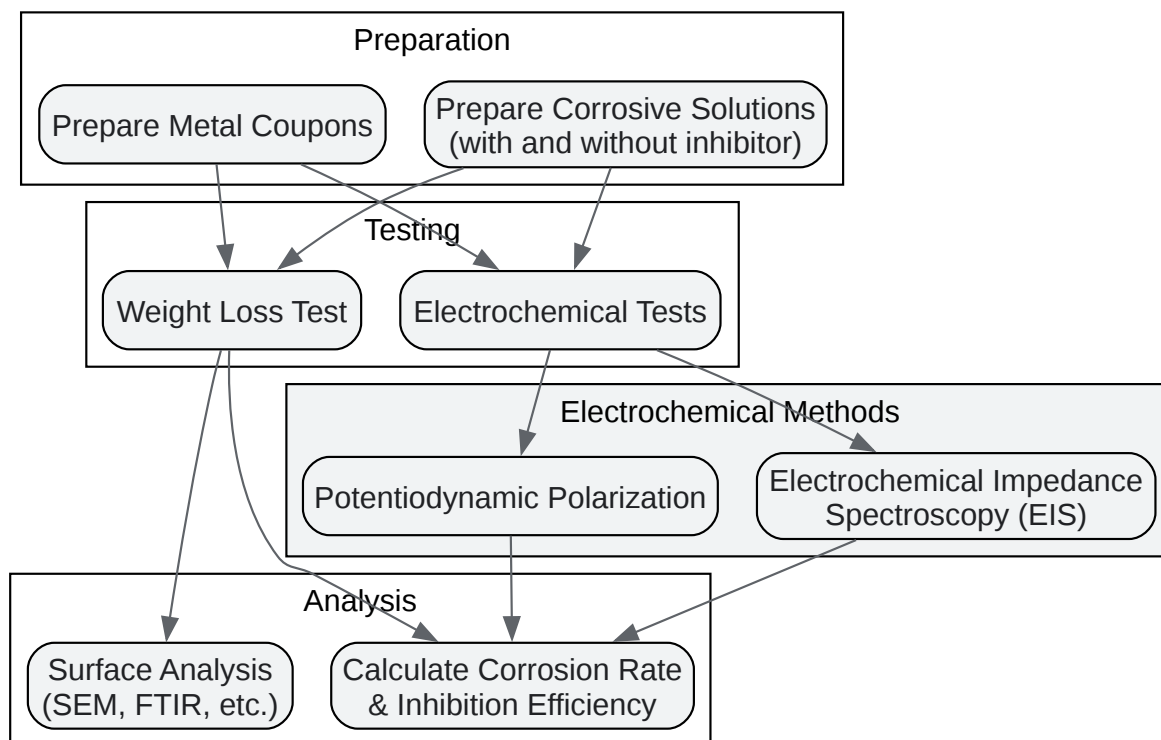 Preparation
Prepare Metal Coupons
Prepare Corrosive Solutions
(with and without inhibitor)
Testing
Weight Loss Test
Electrochemical Tests
Electrochemical Methods
Potentiodynamic Polarization
Electrochemical Impedance
Spectroscopy (EIS)
Analysis
Surface Analysis
(SEM, FTIR, etc.)
Calculate Corrosion Rate
& Inhibition Efficiency